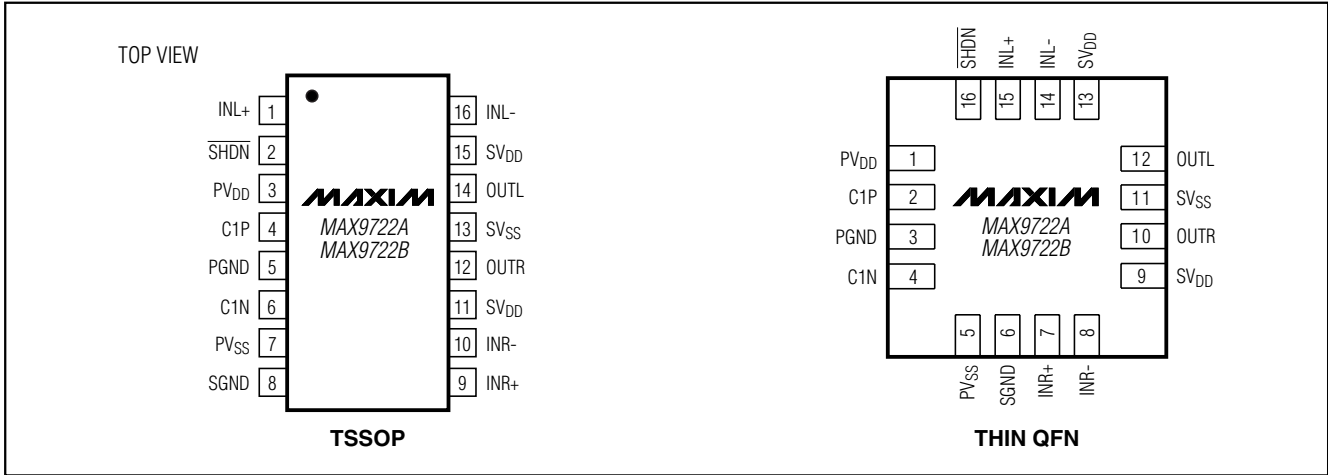 TOP VIEW
INL+ 1
SHDN 2
PVDD 3
C1P 4
PGND 5
C1N 6
PVSS 7
SGND 8
MAXIM
MAX9722A
MAX9722B
16 INL-
15 SVDD
14 OUTL
13 SVSS
12 OUTR
11 SVDD
10 INR-
9 INR+
TSSOP
SHDN INL+ INL- SVDD
16 15 14 13
PVDD 1
C1P 2
PGND 3
C1N 4
MAXIM
MAX9722A
MAX9722B
12 OUTL
11 SVSS
10 OUTR
9 SVDD
5 6 7 8
PVSS SGND INR+ INR-
THIN QFN